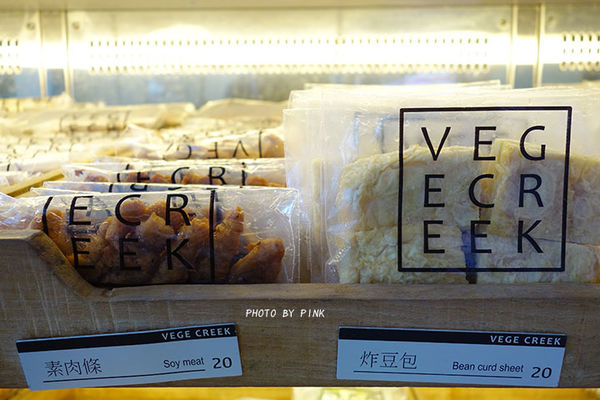 VEG
ECR
EEK
ECR
EEK
PHOTO BY PINK
VEGE CREEK
素肉條 Soy meat 20
VEGE CREEK
炸豆包 Bean curd sheet 20